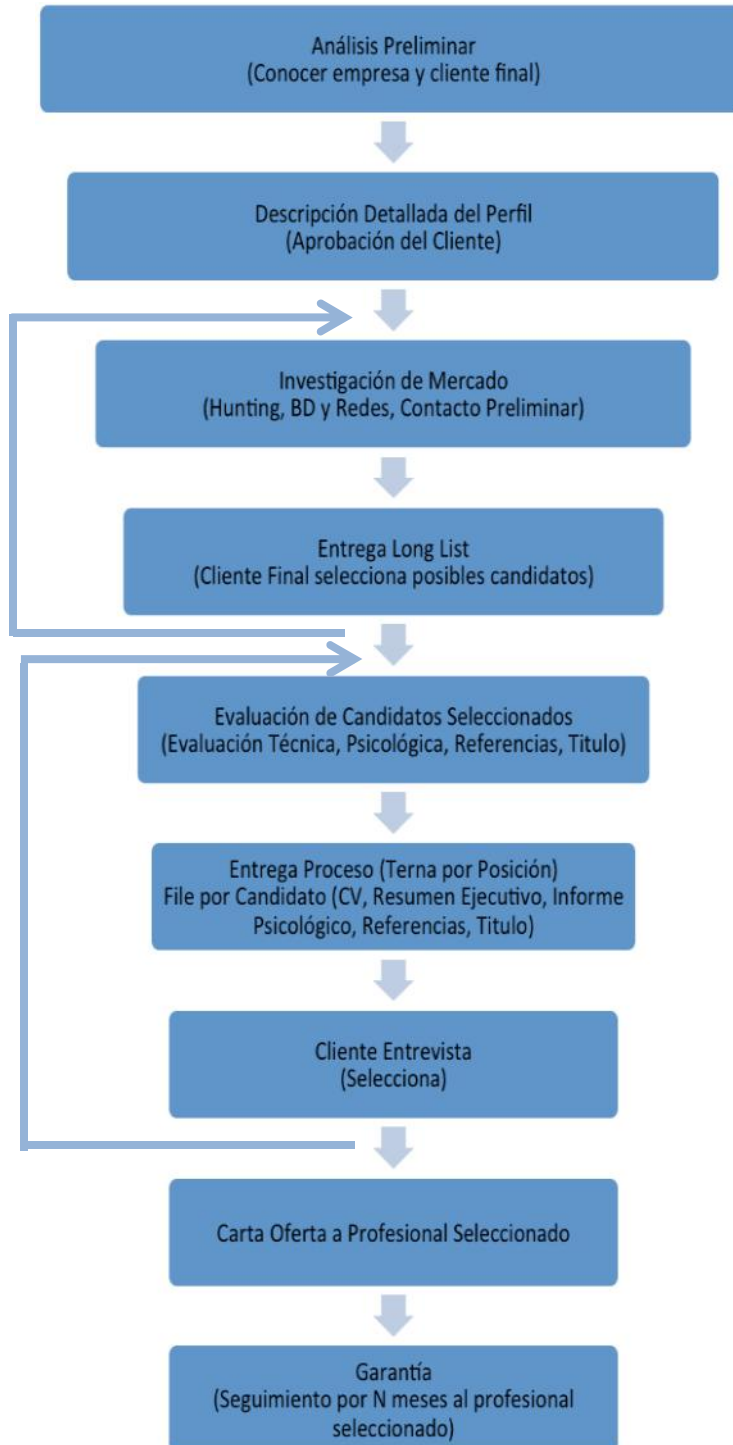 Análisis Preliminar
(Conocer empresa y cliente final)
Descripción Detallada del Perfil
(Aprobación del Cliente)
Investigación de Mercado
(Hunting, BD y Redes, Contacto Preliminar)
Entrega Long List
(Cliente Final selecciona posibles candidatos)
Evaluación de Candidatos Seleccionados
(Evaluación Técnica, Psicológica, Referencias, Titulo)
Entrega Proceso (Terna por Posición)
File por Candidato (CV, Resumen Ejecutivo, Informe
Psicológico, Referencias, Titulo)
Cliente Entrevista
(Selecciona)
Carta Oferta a Profesional Seleccionado
Garantía
(Seguimiento por N meses al profesional
seleccionado)